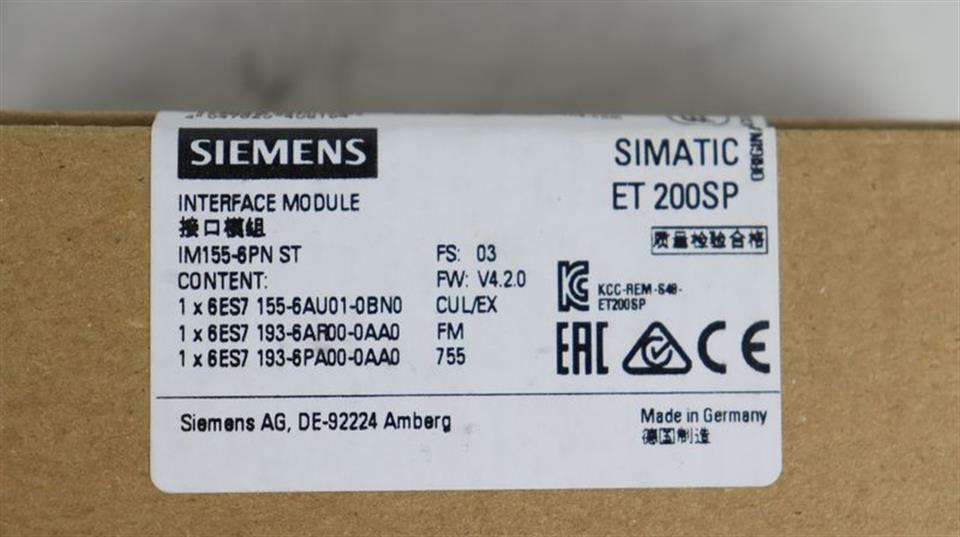 SIEMENS
SIMATIC
ET 200SP
ORIGINAL
INTERFACE MODULE
接口模组
质量检验合格
IM155-6PN ST FS: 03
CONTENT: FW: V4.2.0
KCC-REM-S49-
ET200SP
1 x 6ES7 155-6AU01-0BN0 CUL/EX
1 x 6ES7 193-6AR00-0AA0 FM
1 x 6ES7 193-6PA00-0AA0 755
EAC CE
Siemens AG, DE-92224 Amberg
Made in Germany
德国制造